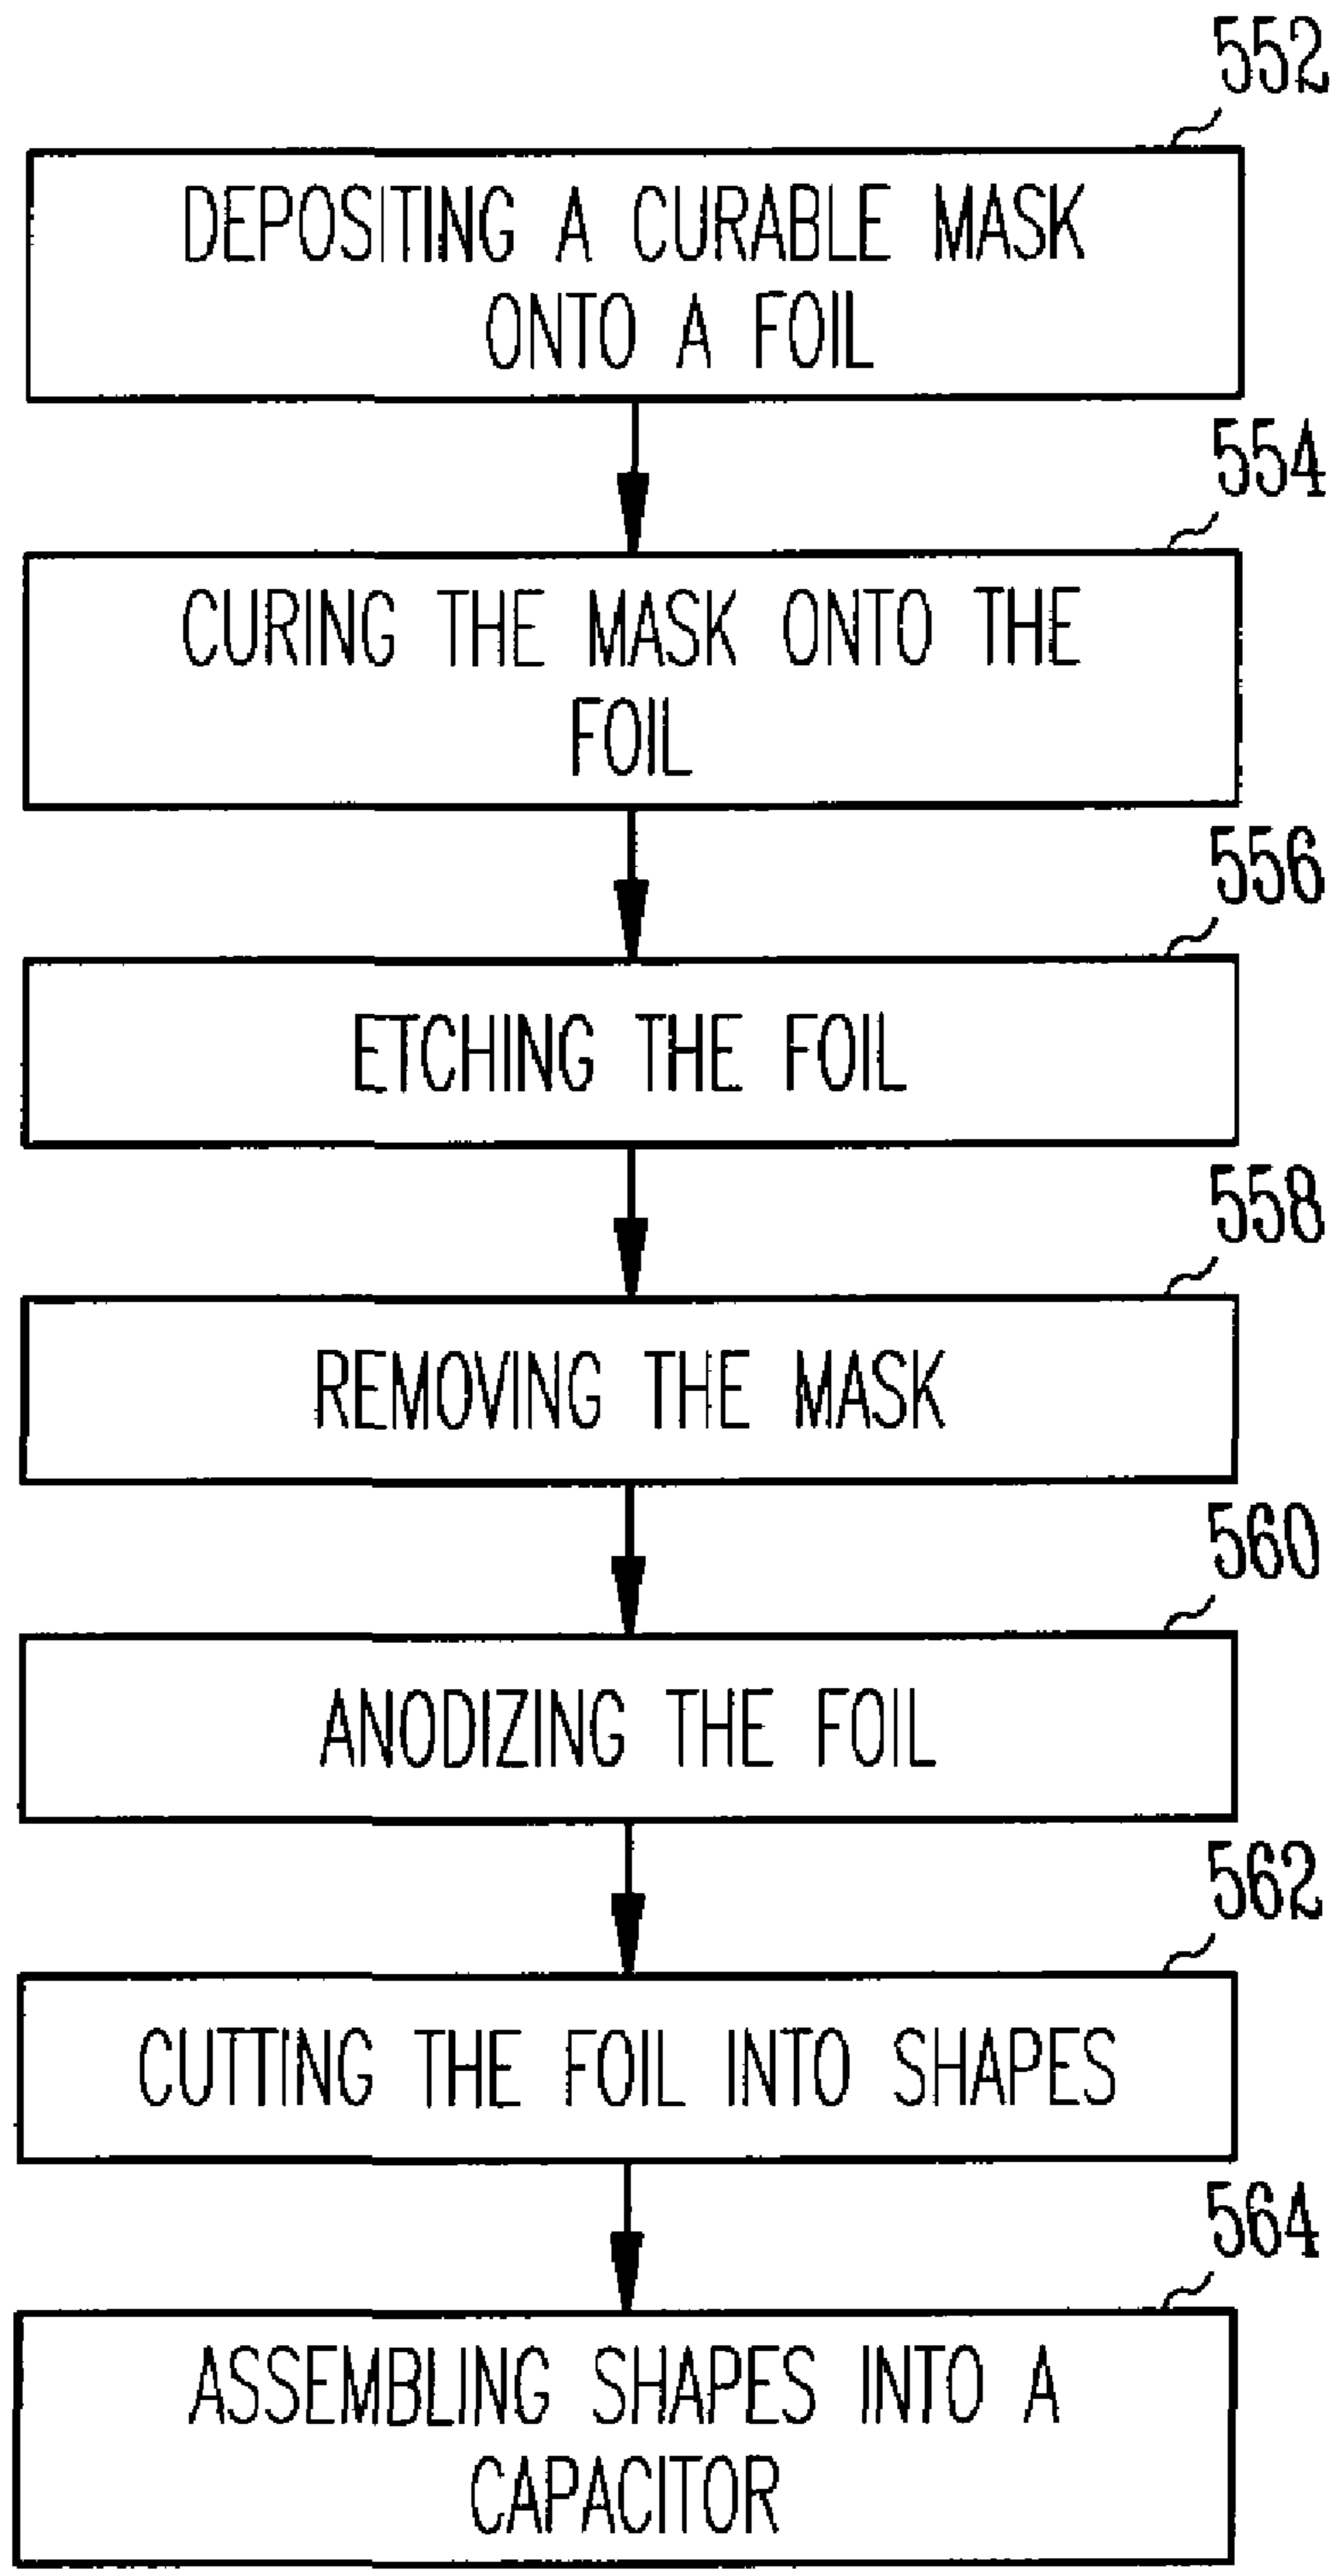 552
DEPOSITING A CURABLE MASK
ONTO A FOIL
554
CURING THE MASK ONTO THE
FOIL
556
ETCHING THE FOIL
558
REMOVING THE MASK
560
ANODIZING THE FOIL
562
CUTTING THE FOIL INTO SHAPES
564
ASSEMBLING SHAPES INTO A
CAPACITOR